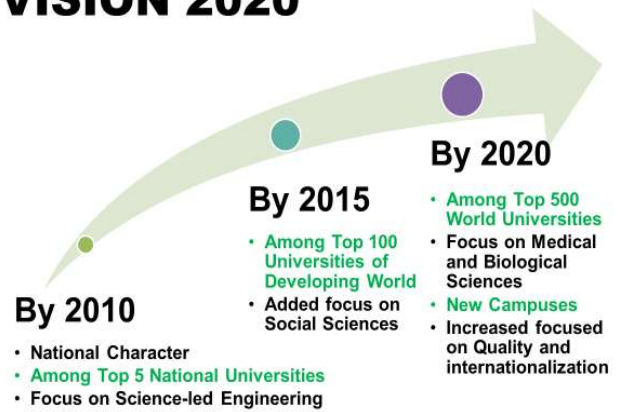 VISION 2020
By 2010
• National Character
• Among Top 5 National Universities
• Focus on Science-led Engineering
By 2015
• Among Top 100
Universities of
Developing World
• Added focus on
Social Sciences
By 2020
• Among Top 500
World Universities
• Focus on Medical
and Biological
Sciences
• New Campuses
• Increased focused
on Quality and
internationalization